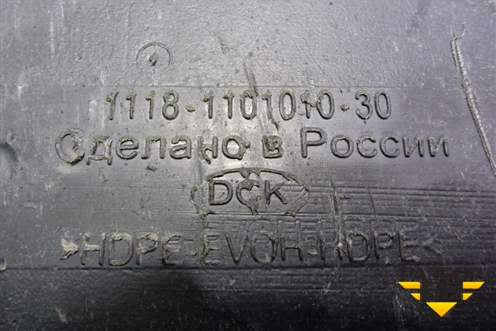 1118-1101010-30
Сделано в России
DCK
>HDPE-EVOH-HDPE<